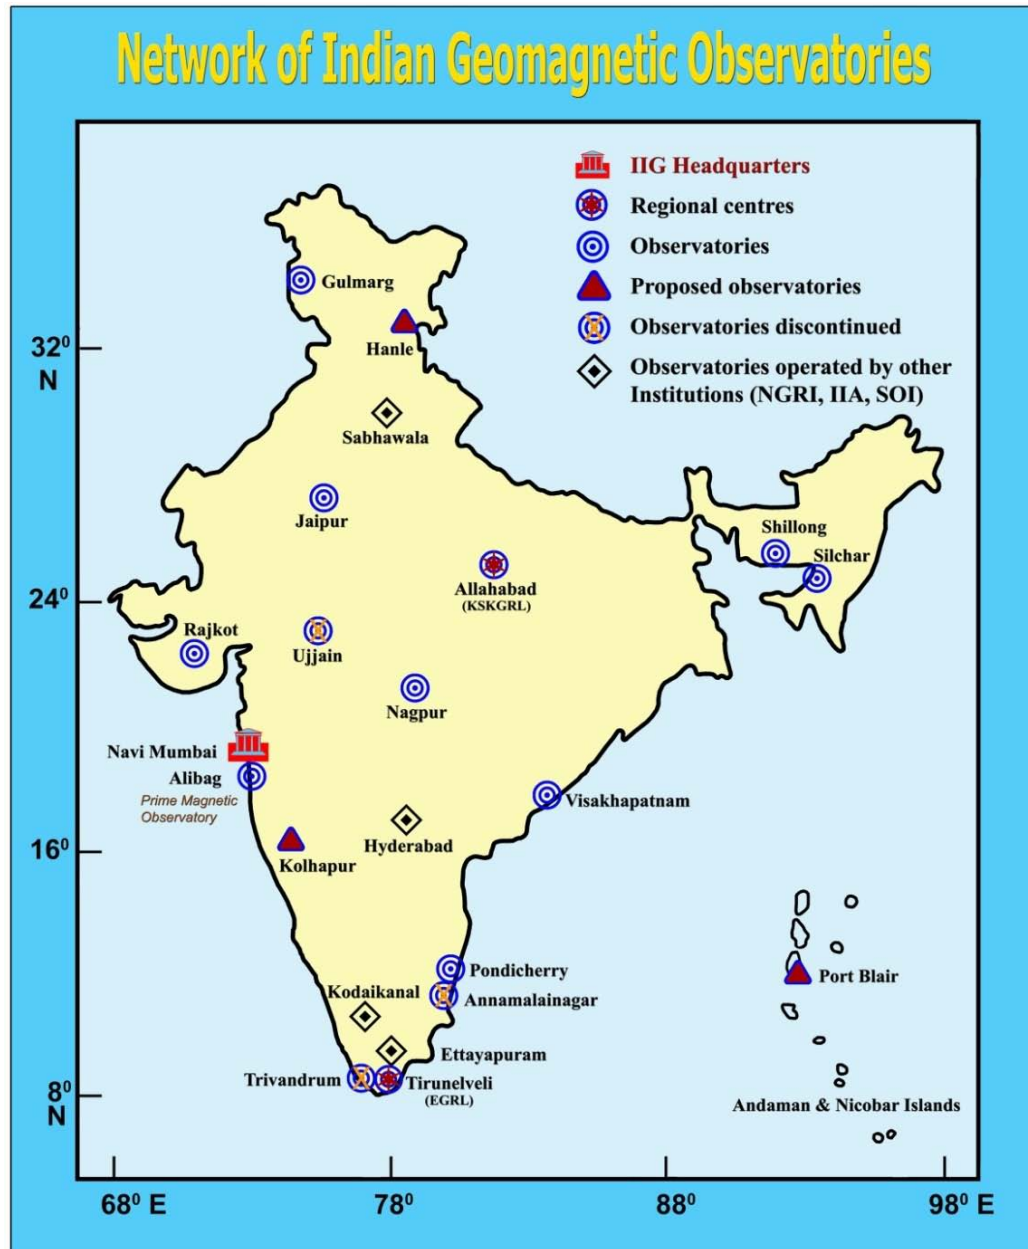 Network of Indian Geomagnetic Observatories
IIG Headquarters
Regional centres
Observatories
Proposed observatories
Observatories discontinued
Observatories operated by other
Institutions (NGRI, IIA, SOI)
Gulmarg
Hanle
32⁰
N
Sabhawala
Jaipur
Shillong
Silchar
Allahabad
(KSKGRL)
24⁰
Rajkot
Ujjain
Nagpur
Navi Mumbai
Alibag
Prime Magnetic
Observatory
Visakhapatnam
Hyderabad
16⁰
Kolhapur
Pondicherry
Port Blair
Kodaikanal
Annamalainagar
Ettayapuram
Trivandrum
Tirunelveli
(EGRL)
8⁰
N
Andaman & Nicobar Islands
68⁰ E
78⁰
88⁰
98⁰ E